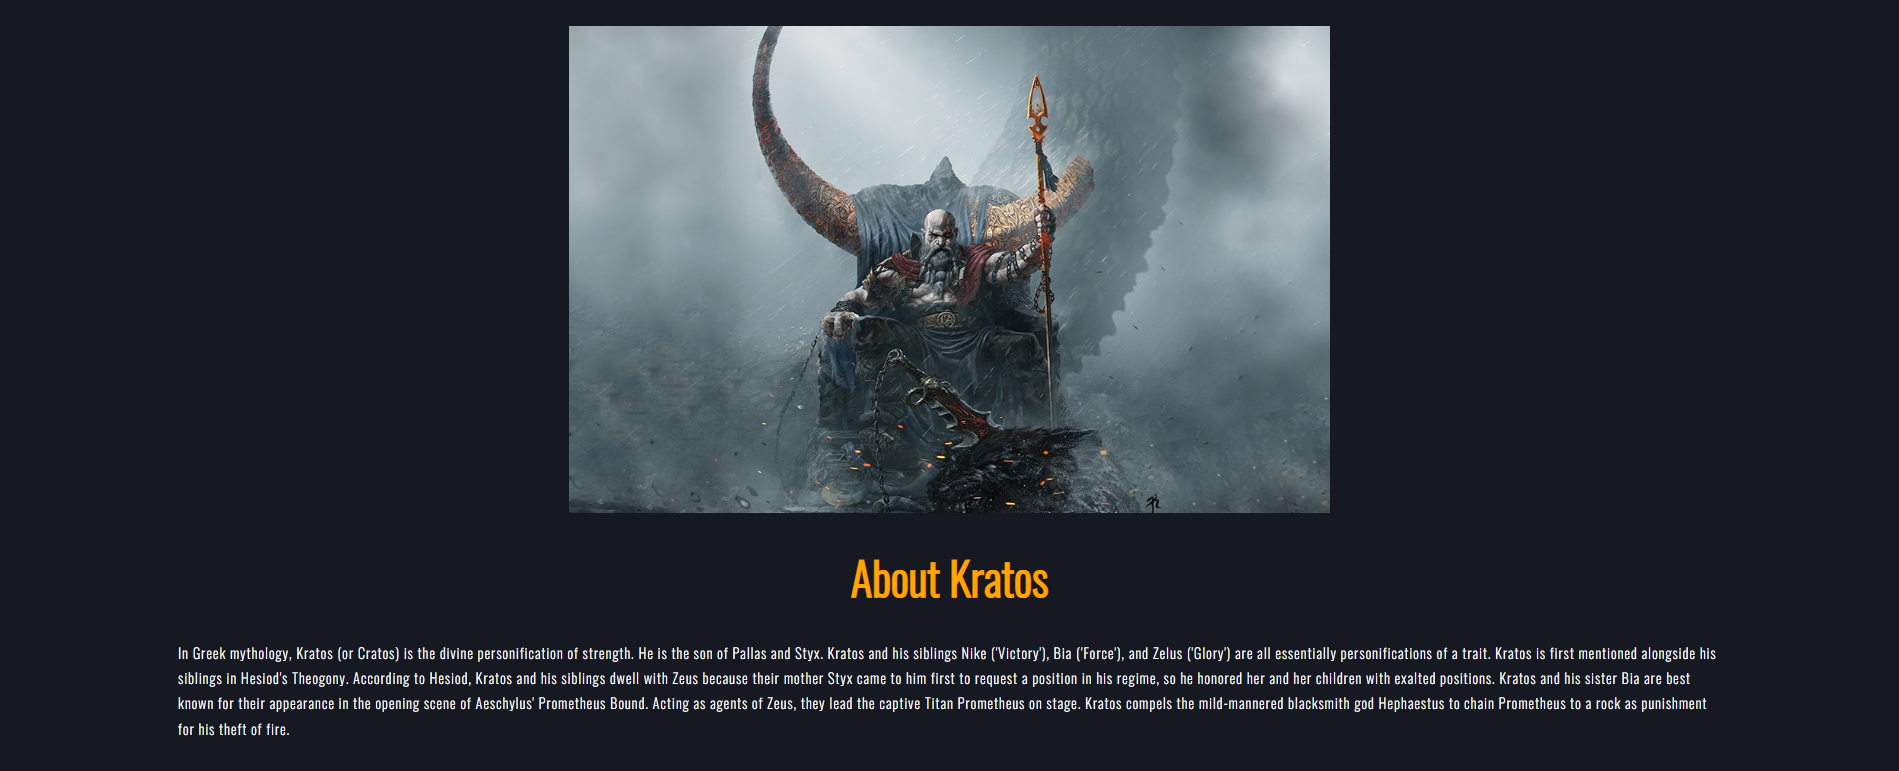 About Kratos
In Greek mythology, Kratos (or Cratos) is the divine personification of strength. He is the son of Pallas and Styx. Kratos and his siblings Nike ('Victory'), Bia ('Force'), and Zelus ('Glory') are all essentially personifications of a trait. Kratos is first mentioned alongside his
siblings in Hesiod's Theogony. According to Hesiod, Kratos and his siblings dwell with Zeus because their mother Styx came to him first to request a position in his regime, so he honored her and her children with exalted positions. Kratos and his sister Bia are best
known for their appearance in the opening scene of Aeschylus' Prometheus Bound. Acting as agents of Zeus, they lead the captive Titan Prometheus on stage. Kratos compels the mild-mannered blacksmith god Hephaestus to chain Prometheus to a rock as punishment
for his theft of fire.